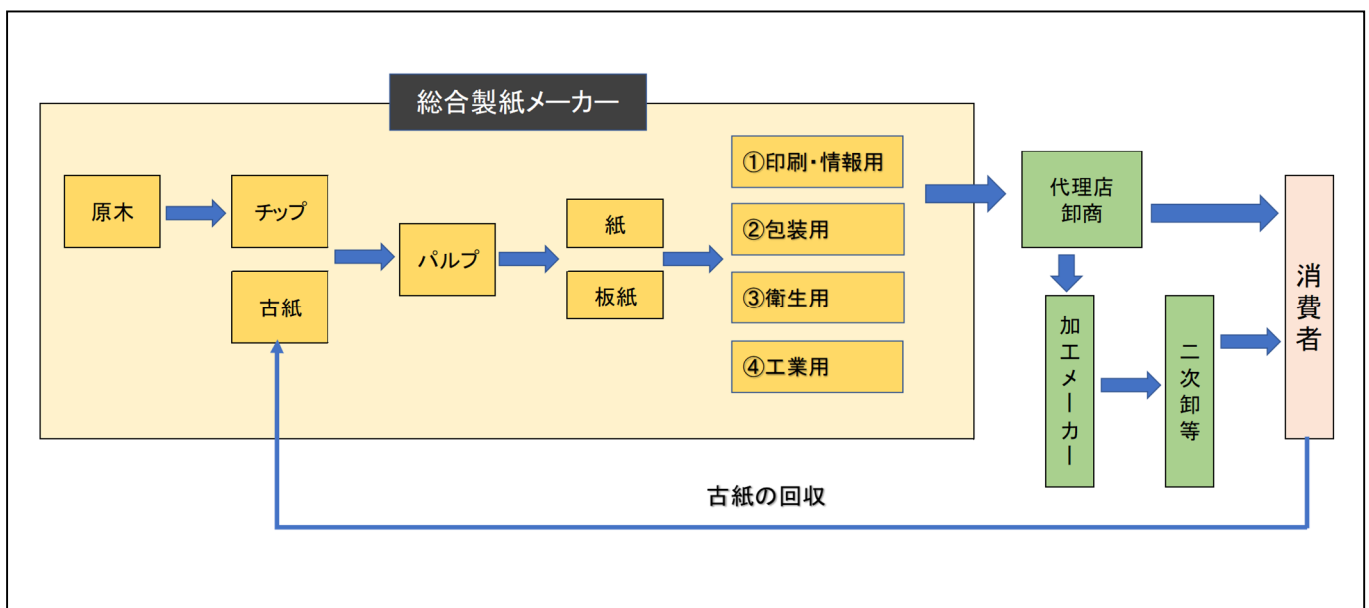 総合製紙メーカー
原木
チップ
古紙
パルプ
紙
板紙
①印刷・情報用
②包装用
③衛生用
④工業用
代理店
卸商
加工メーカー
二次卸等
消費者
古紙の回収